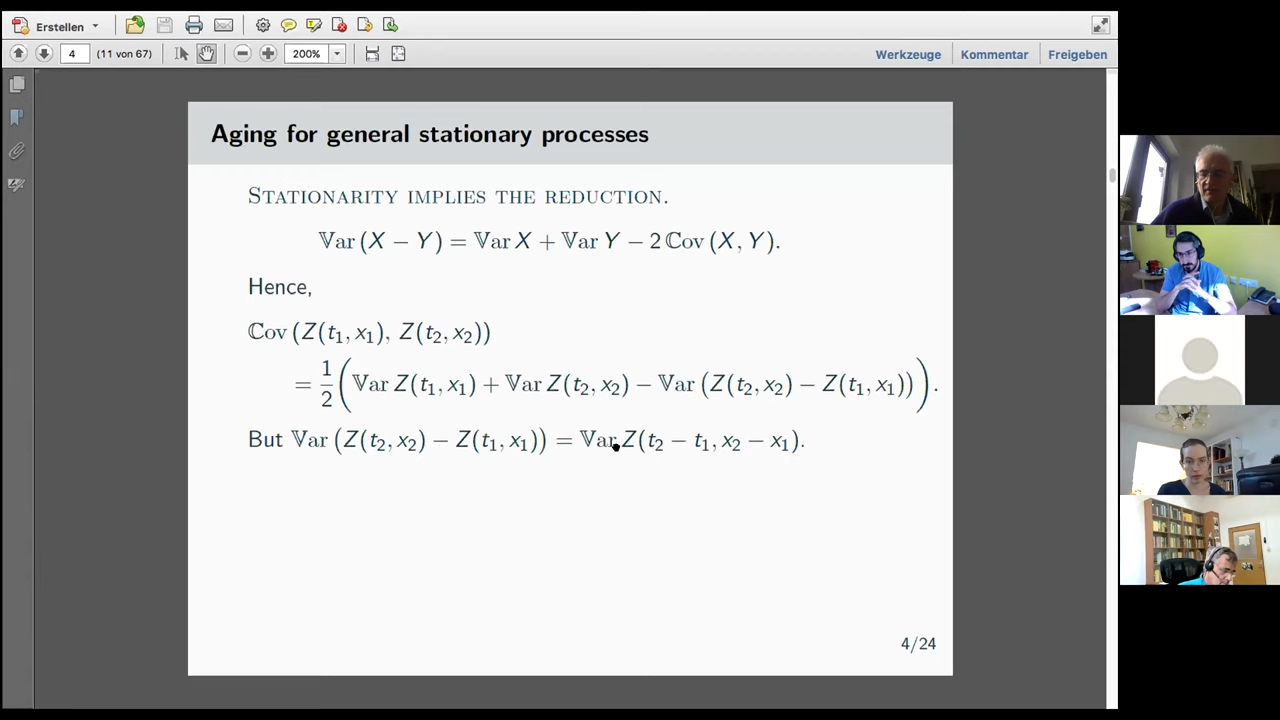 Erstellen
4 (11 von 67) 200% Werkzeuge Kommentar Freigeben
Aging for general stationary processes
STATIONARITY IMPLIES THE REDUCTION.
𝕍ar (X − Y) = 𝕍ar X + 𝕍ar Y − 2 ℂov (X, Y).
Hence,
ℂov (Z(t₁, x₁), Z(t₂, x₂))
= 1/2 (𝕍ar Z(t₁, x₁) + 𝕍ar Z(t₂, x₂) − 𝕍ar (Z(t₂, x₂) − Z(t₁, x₁))).
But 𝕍ar (Z(t₂, x₂) − Z(t₁, x₁)) = 𝕍ar Z(t₂ − t₁, x₂ − x₁).
4/24